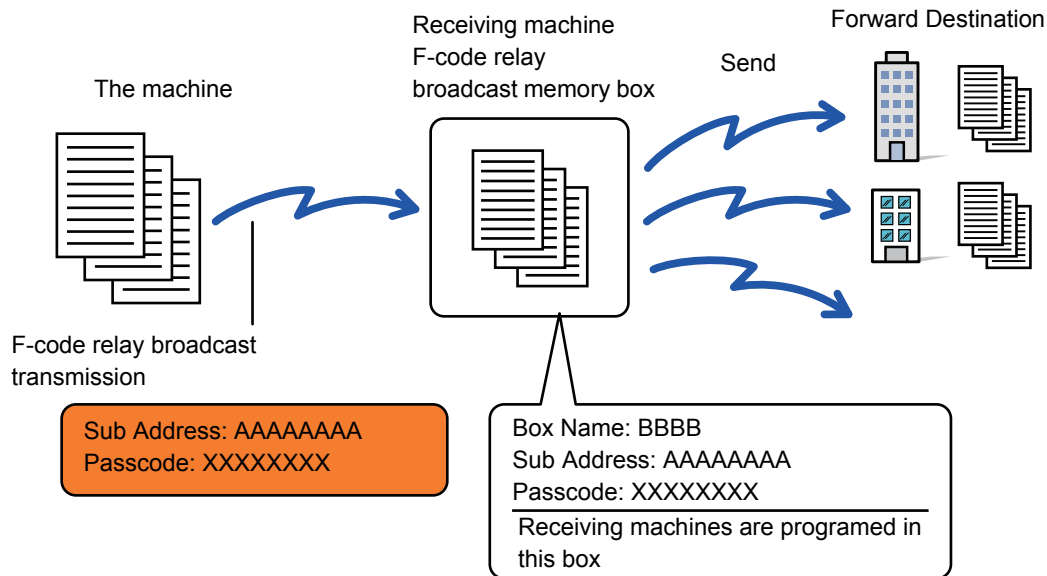 The machine
Receiving machine
F-code relay
broadcast memory box
Send
Forward Destination
F-code relay broadcast
transmission
Sub Address: AAAAAAAA
Passcode: XXXXXXXX
Box Name: BBBB
Sub Address: AAAAAAAA
Passcode: XXXXXXXX
Receiving machines are programed in
this box